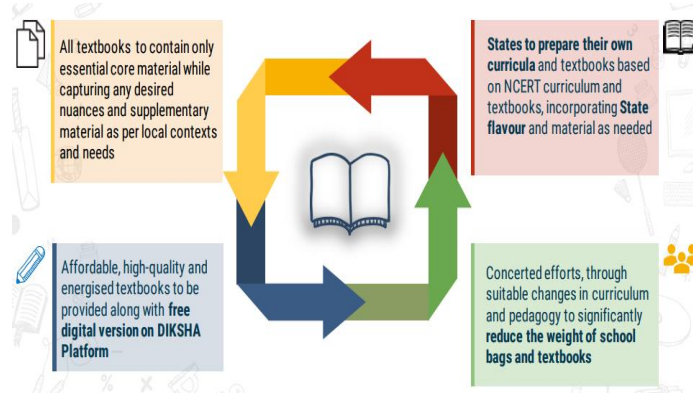 All textbooks to contain only
essential core material while
capturing any desired
nuances and supplementary
material as per local contexts
and needs
States to prepare their own
curricula and textbooks based
on NCERT curriculum and
textbooks, incorporating State
flavour and material as needed
Affordable, high-quality and
energised textbooks to be
provided along with free
digital version on DIKSHA
Platform
Concerted efforts, through
suitable changes in curriculum
and pedagogy to significantly
reduce the weight of school
bags and textbooks